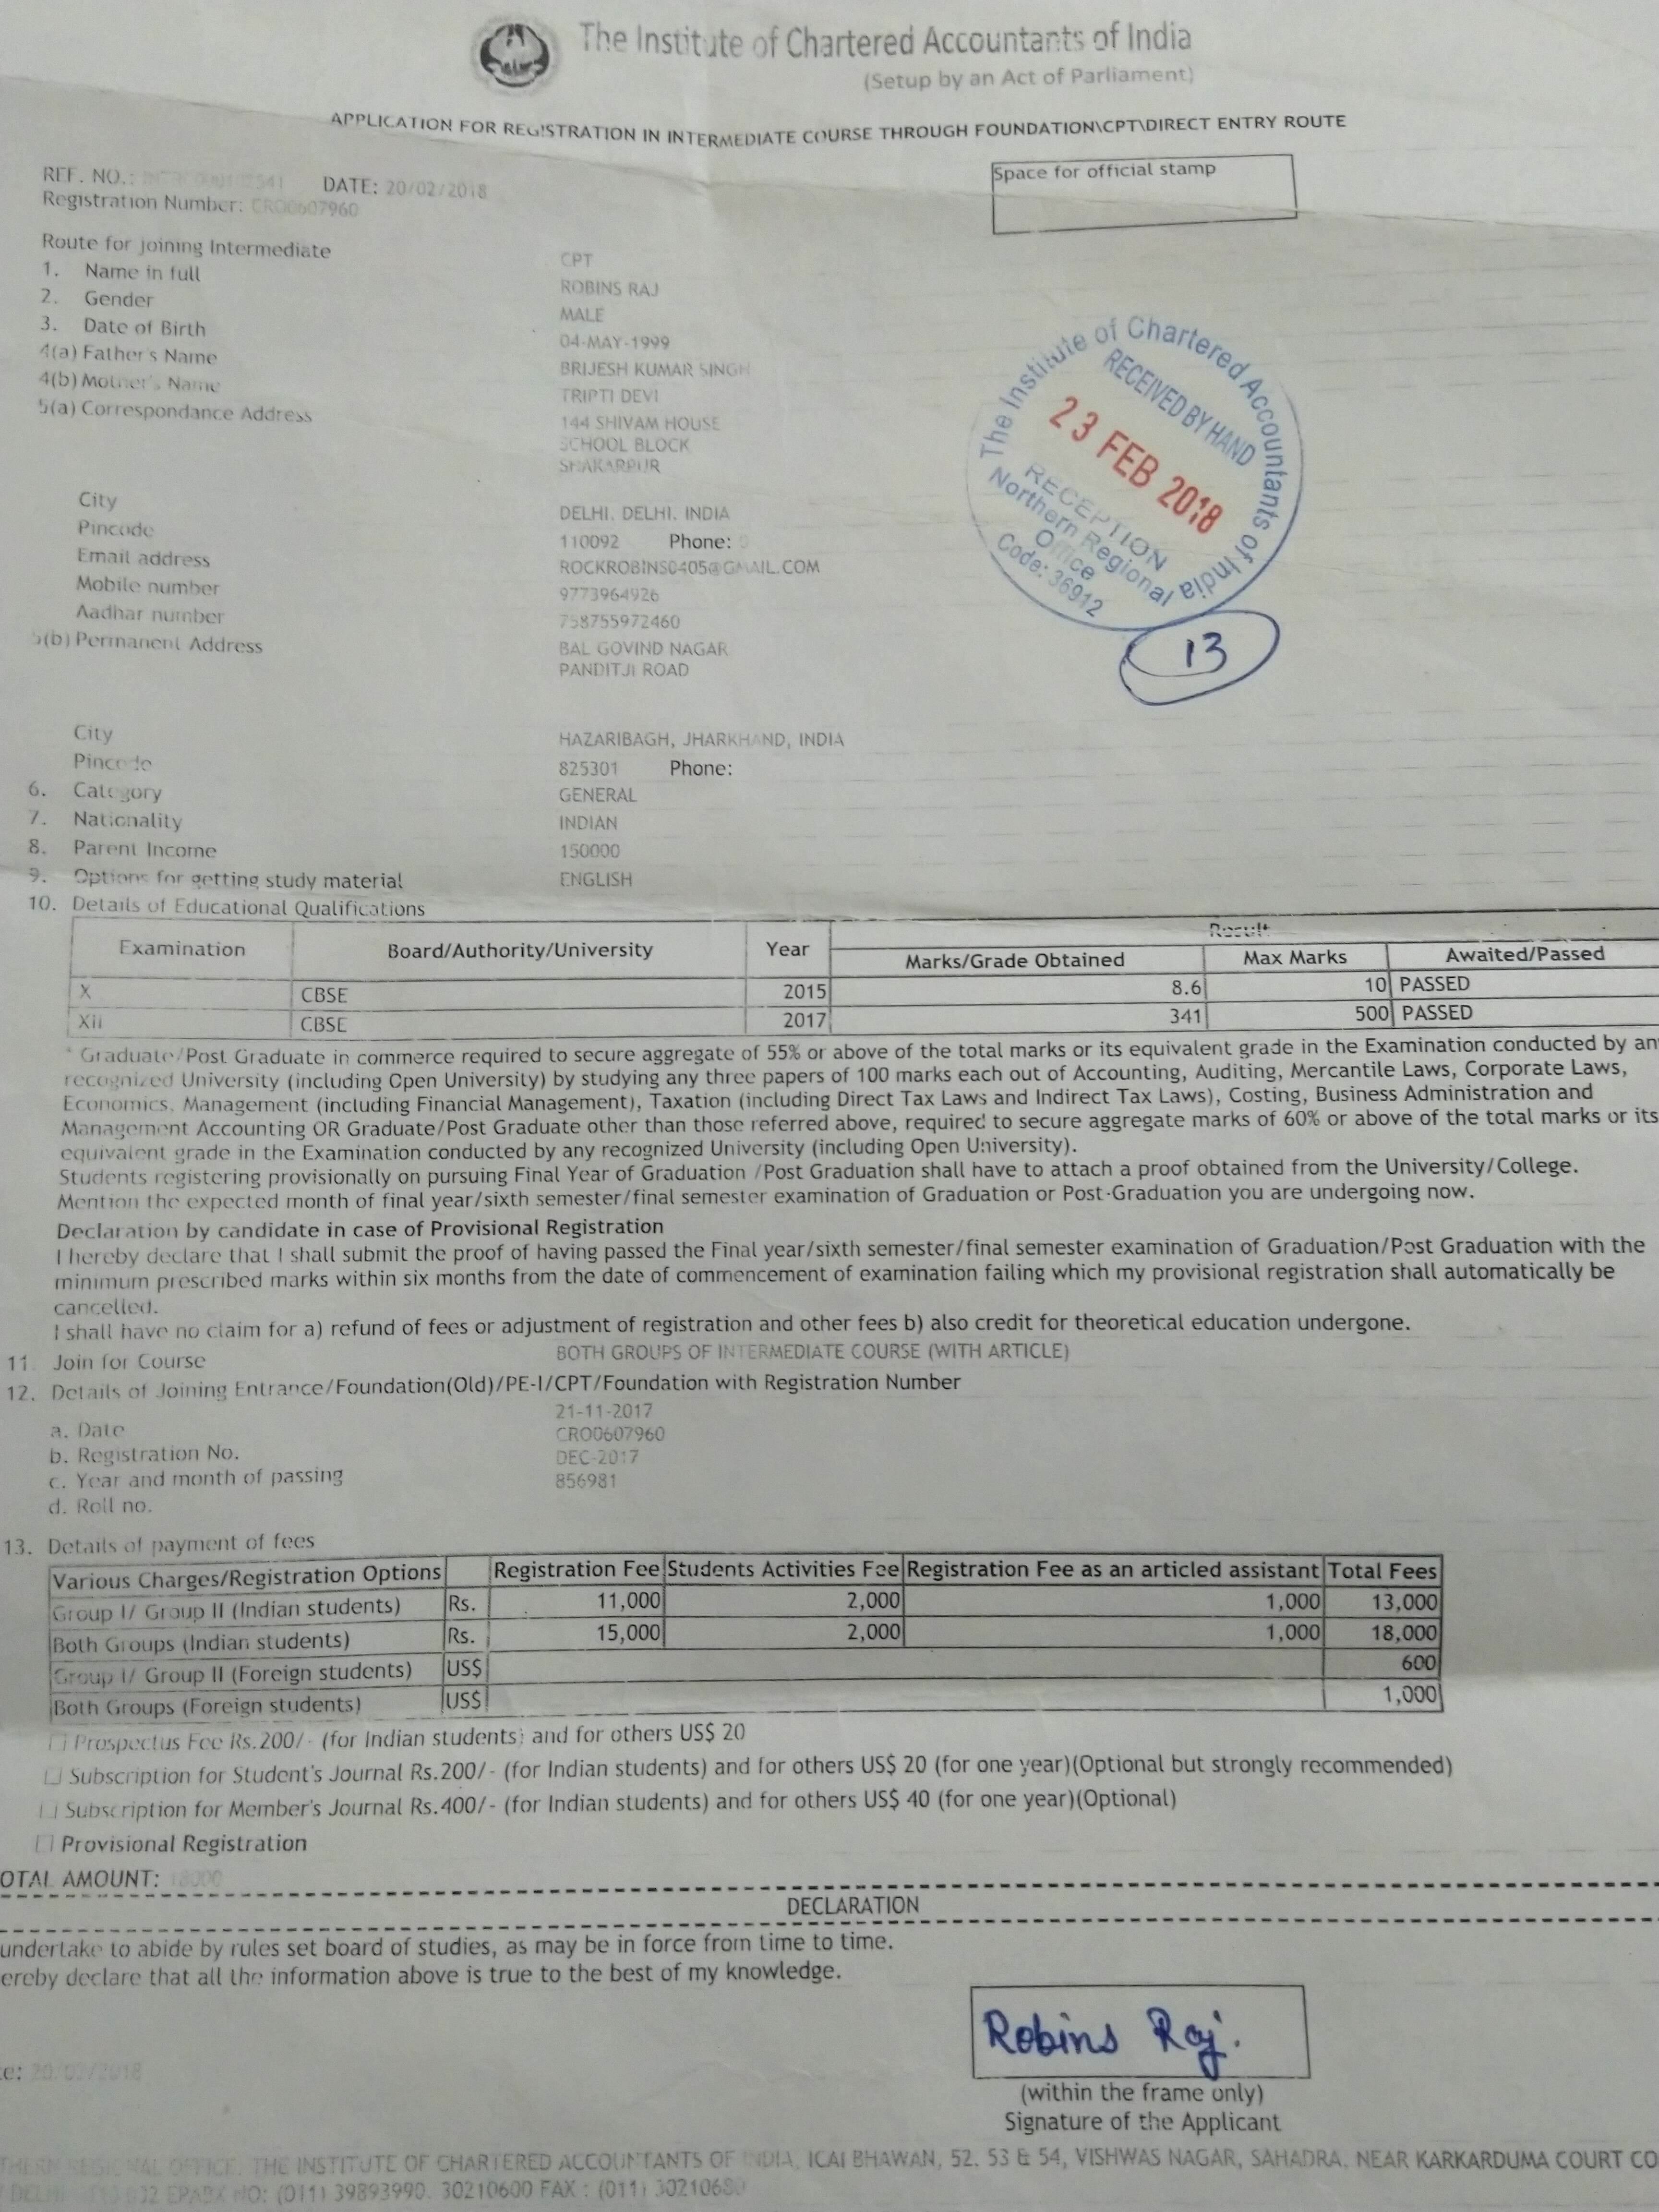 The Institute of Chartered Accountants of India
(Setup by an Act of Parliament)
APPLICATION FOR REGISTRATION IN INTERMEDIATE COURSE THROUGH FOUNDATION\CPT\DIRECT ENTRY ROUTE
REF. NO.: DATE: 20/02/2018
Space for official stamp
Registration Number: CRO0607960
Route for joining Intermediate CPT
1. Name in full ROBINS RAJ
2. Gender MALE
3. Date of Birth 04-MAY-1999
4(a) Father's Name BRIJESH KUMAR SINGH
4(b) Mother's Name TRIPTI DEVI
5(a) Correspondance Address 144 SHIVAM HOUSE
SCHOOL BLOCK
SHAKARPUR
City DELHI, DELHI, INDIA
Pincode 110092 Phone:
Email address ROCKROBINS0405@GMAIL.COM
Mobile number 9773964926
Aadhar number 758755972460
5(b) Permanent Address BAL GOVIND NAGAR
PANDITJI ROAD
The Institute of Chartered Accountants of India
RECEIVED BY HAND
23 FEB 2018
RECEPTION
Northern Regional
Office
Code: 36912
13
City HAZARIBAGH, JHARKHAND, INDIA
Pincode 825301 Phone:
6. Category GENERAL
7. Nationality INDIAN
8. Parent Income 150000
9. Options for getting study material ENGLISH
10. Details of Educational Qualifications
Result
Examination Board/Authority/University Year Marks/Grade Obtained Max Marks Awaited/Passed
X CBSE 2015 8.6 10 PASSED
Xii CBSE 2017 341 500 PASSED
* Graduate/Post Graduate in commerce required to secure aggregate of 55% or above of the total marks or its equivalent grade in the Examination conducted by an
recognized University (including Open University) by studying any three papers of 100 marks each out of Accounting, Auditing, Mercantile Laws, Corporate Laws,
Economics, Management (including Financial Management), Taxation (including Direct Tax Laws and Indirect Tax Laws), Costing, Business Administration and
Management Accounting OR Graduate/Post Graduate other than those referred above, required to secure aggregate marks of 60% or above of the total marks or its
equivalent grade in the Examination conducted by any recognized University (including Open University).
Students registering provisionally on pursuing Final Year of Graduation /Post Graduation shall have to attach a proof obtained from the University/College.
Mention the expected month of final year/sixth semester/final semester examination of Graduation or Post-Graduation you are undergoing now.
Declaration by candidate in case of Provisional Registration
I hereby declare that I shall submit the proof of having passed the Final year/sixth semester/final semester examination of Graduation/Post Graduation with the
minimum prescribed marks within six months from the date of commencement of examination failing which my provisional registration shall automatically be
cancelled.
I shall have no claim for a) refund of fees or adjustment of registration and other fees b) also credit for theoretical education undergone.
11. Join for Course BOTH GROUPS OF INTERMEDIATE COURSE (WITH ARTICLE)
12. Details of Joining Entrance/Foundation(Old)/PE-I/CPT/Foundation with Registration Number
a. Date 21-11-2017
b. Registration No. CRO0607960
c. Year and month of passing DEC-2017
d. Roll no. 856981
13. Details of payment of fees
Various Charges/Registration Options Registration Fee Students Activities Fee Registration Fee as an articled assistant Total Fees
Group I/ Group II (Indian students) Rs. 11,000 2,000 1,000 13,000
Both Groups (Indian students) Rs. 15,000 2,000 1,000 18,000
Group I/ Group II (Foreign students) US$ 600
Both Groups (Foreign students) US$ 1,000
Prospectus Fee Rs.200/- (for Indian students) and for others US$ 20
Subscription for Student's Journal Rs.200/- (for Indian students) and for others US$ 20 (for one year)(Optional but strongly recommended)
Subscription for Member's Journal Rs.400/- (for Indian students) and for others US$ 40 (for one year)(Optional)
Provisional Registration
OTAL AMOUNT: 18000
DECLARATION
undertake to abide by rules set board of studies, as may be in force from time to time.
ereby declare that all the information above is true to the best of my knowledge.
Robins Raj.
te: 20/02/2018
(within the frame only)
Signature of the Applicant
THERN REGIONAL OFFICE, THE INSTITUTE OF CHARTERED ACCOUNTANTS OF INDIA, ICAI BHAWAN, 52, 53 & 54, VISHWAS NAGAR, SAHADRA, NEAR KARKARDUMA COURT CO
EPABX NO: (011) 39893990, 30210600 FAX : (011) 30210680